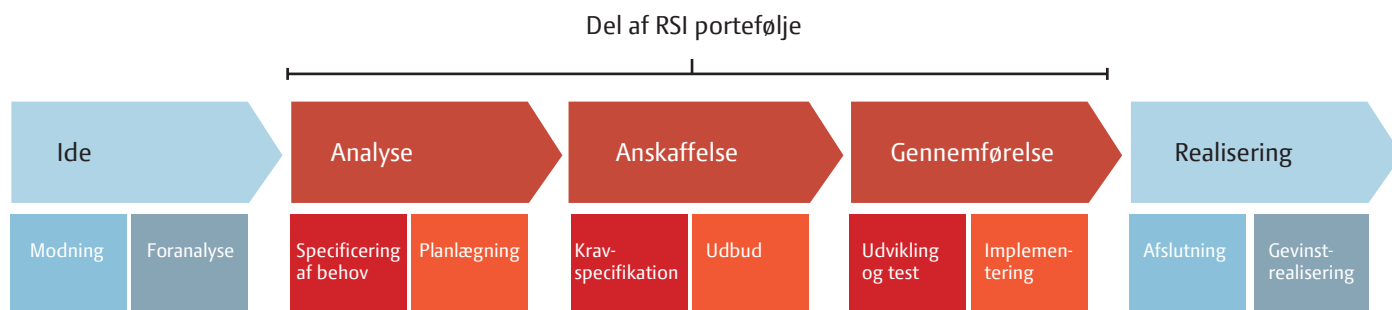 Del af RSI portefølje
Ide
Analyse
Anskaffelse
Gennemførelse
Realisering
Modning
Foranalyse
Specificering
af behov
Planlægning
Krav-
specifikation
Udbud
Udvikling
og test
Implemen-
tering
Afslutning
Gevinst-
realisering